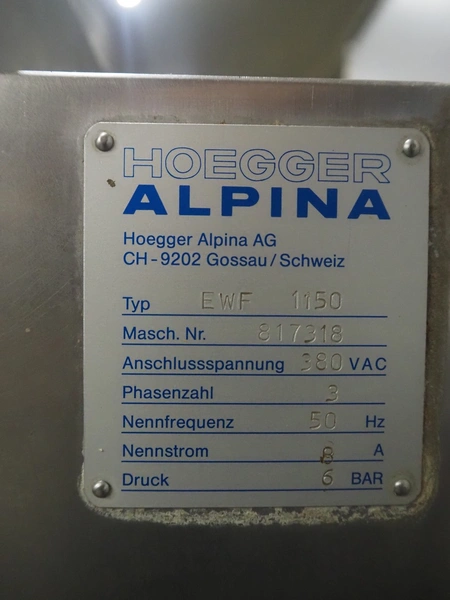 HOEGGER
ALPINA
Hoegger Alpina AG
CH-9202 Gossau/Schweiz
Typ EWF 1150
Masch. Nr. 817318
Anschlussspannung 380 VAC
Phasenzahl 3
Nennfrequenz 50 Hz
Nennstrom 8 A
Druck 6 BAR